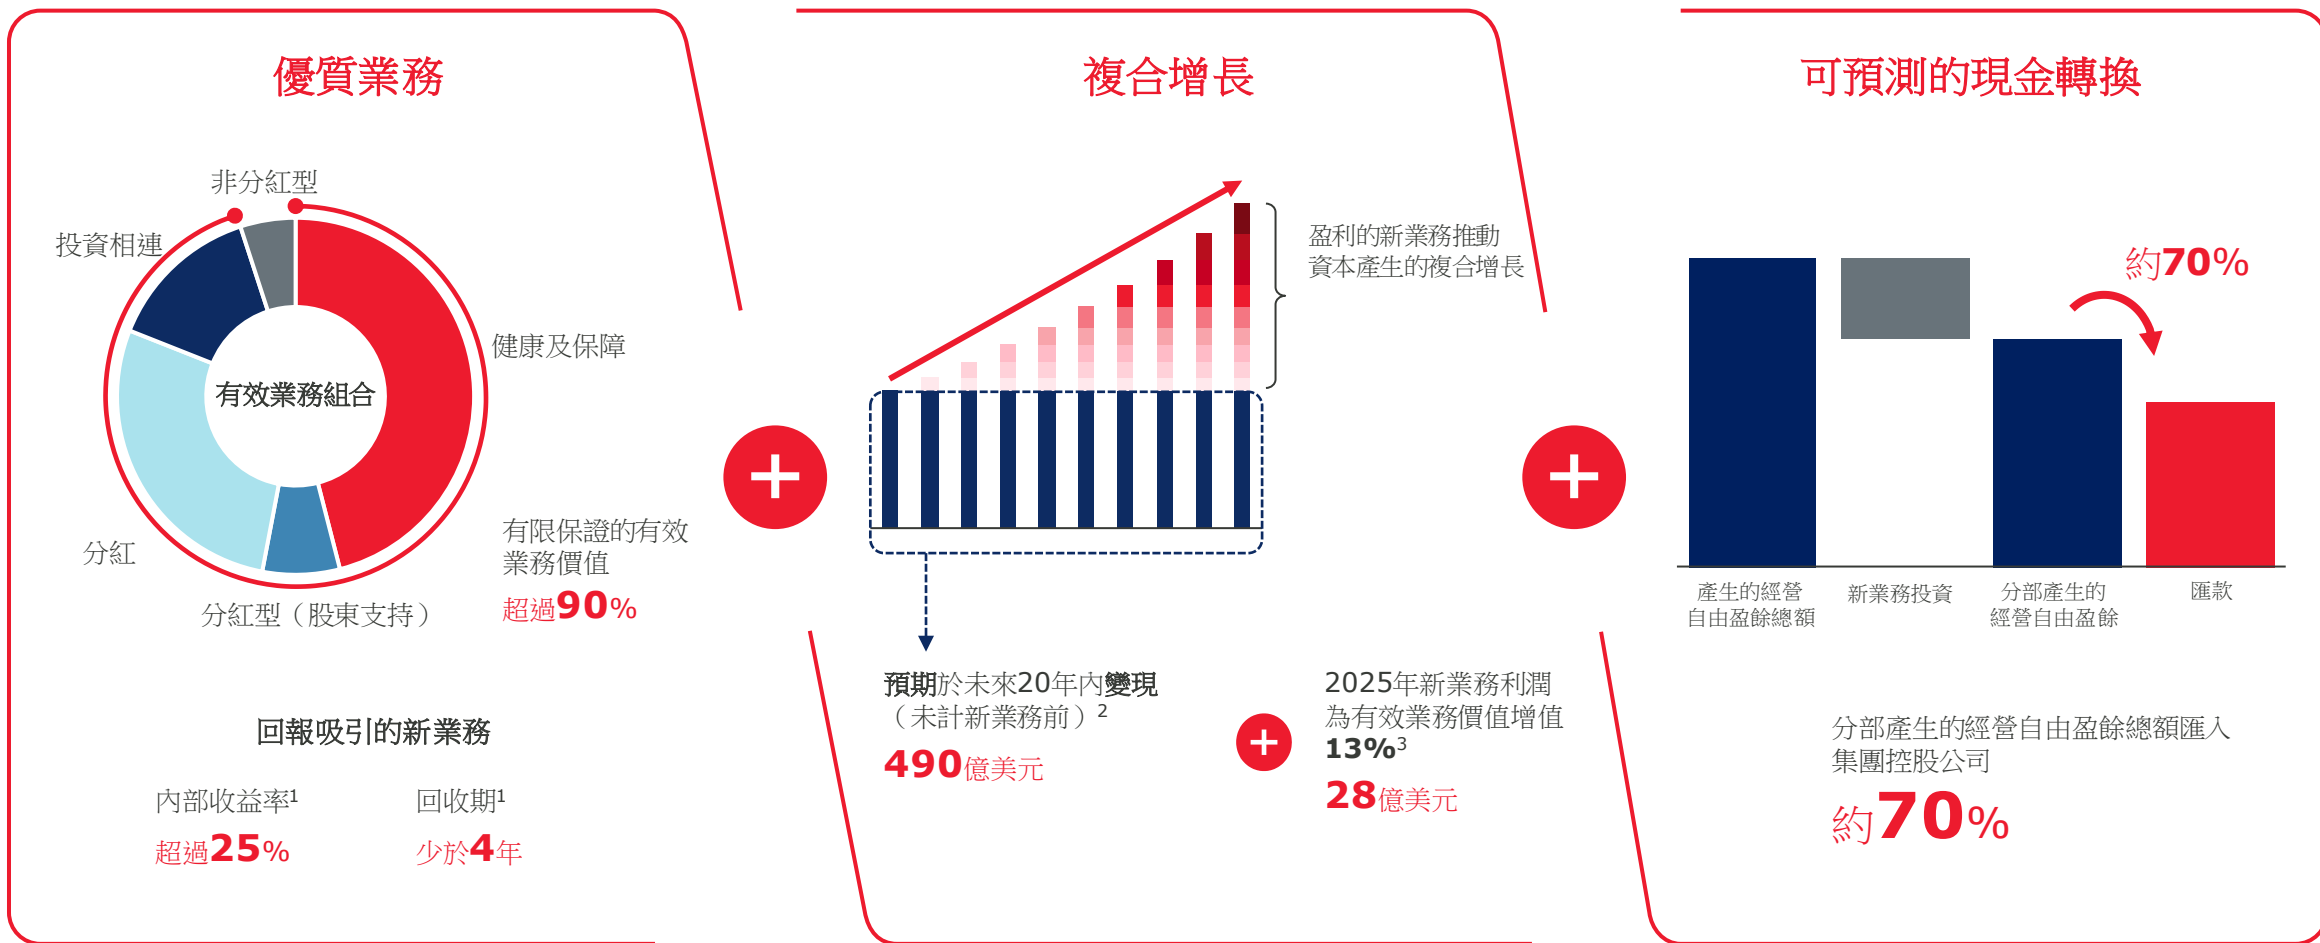 優質業務
非分紅型
投資相連
健康及保障
有效業務組合
分紅
分紅型（股東支持）
有限保證的有效
業務價值
超過90%
回報吸引的新業務
內部收益率1
超過25%
回收期1
少於4年
+
複合增長
盈利的新業務推動
資本產生的複合增長
預期於未來20年內變現
（未計新業務前）2
490億美元
+
2025年新業務利潤
為有效業務價值增值
13%3
28億美元
+
可預測的現金轉換
約70%
產生的經營
自由盈餘總額
新業務投資
分部產生的
經營自由盈餘
匯款
分部產生的經營自由盈餘總額匯入
集團控股公司
約70%